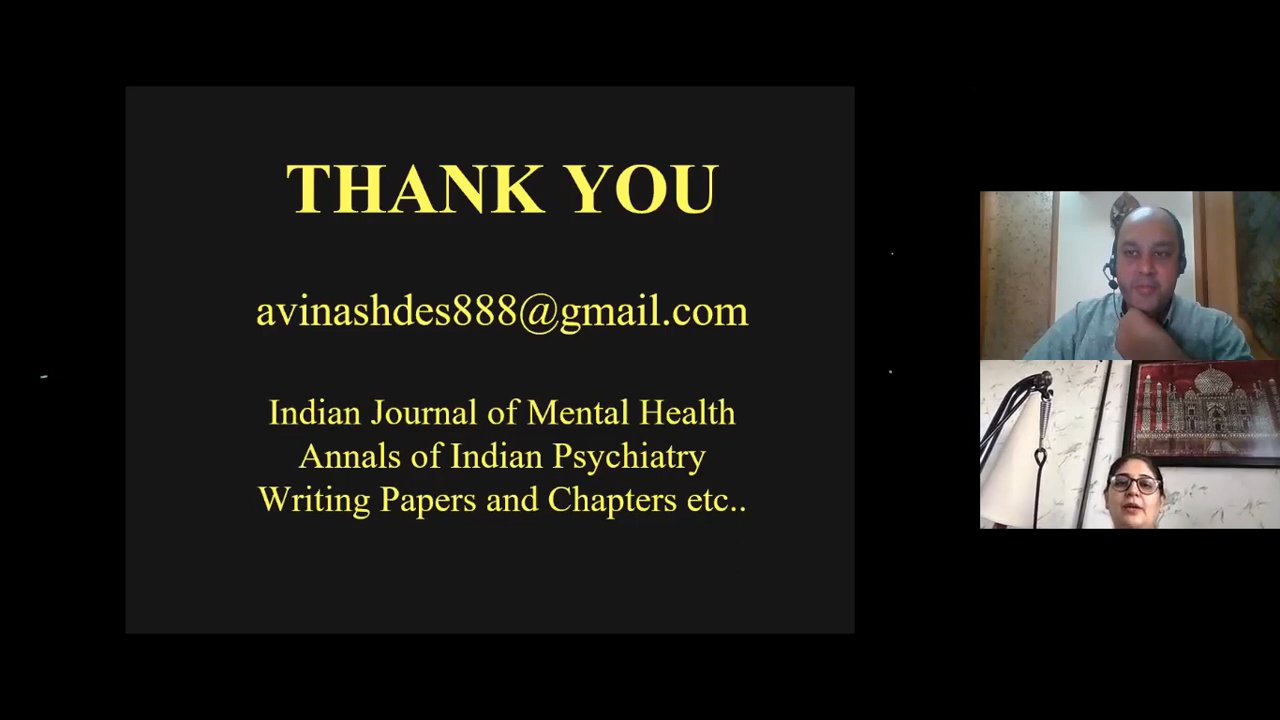 THANK YOU
avinashdes888@gmail.com
Indian Journal of Mental Health
Annals of Indian Psychiatry
Writing Papers and Chapters etc..